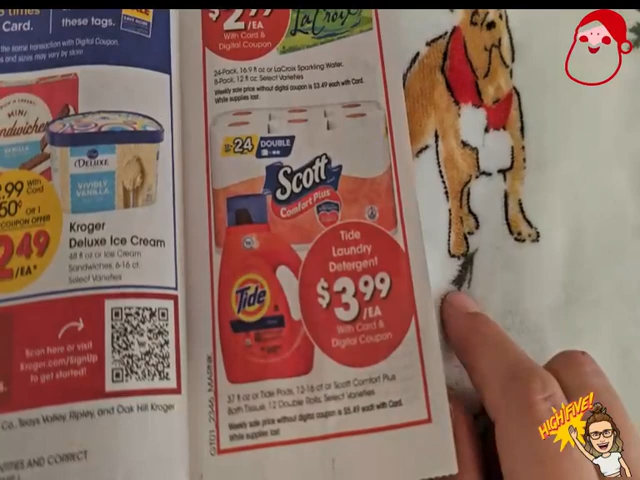 5 times
Card.
these tags.
the same transaction with Digital Coupon.
and sizes may vary by store.
MINI
VANILLA
DELUXE
VIVIDLY
VANILLA
.99 With Card
50¢ Off 1
COUPON OFFER
2.49
/EA*
Kroger
Deluxe Ice Cream
48 fl oz or Ice Cream
Sandwiches, 6-16 ct
Select Varieties
Scan here or visit
Kroger.com/SignUp
to get started!
Co., Teays Valley, Ripley, and Oak Hill Kroger
AND CORRECT
/EA
With Card &
Digital Coupon
LaCroix
24-Pack, 16.9 fl oz or LaCroix Sparkling Water,
8-Pack, 12 fl oz, Select Varieties
Weekly sale price without digital coupon is $3.49 each with Card.
While supplies last.
24 DOUBLE
Scott
Comfort Plus
Tide
Tide
Laundry
Detergent
$3.99
/EA
With Card &
Digital Coupon
37 fl oz or Tide Pods, 12-16 ct or Scott Comfort Plus
Bath Tissue, 12 Double Rolls, Select Varieties
Weekly sale price without digital coupon is $5.49 each with Card.
While supplies last.
HIGH FIVE!